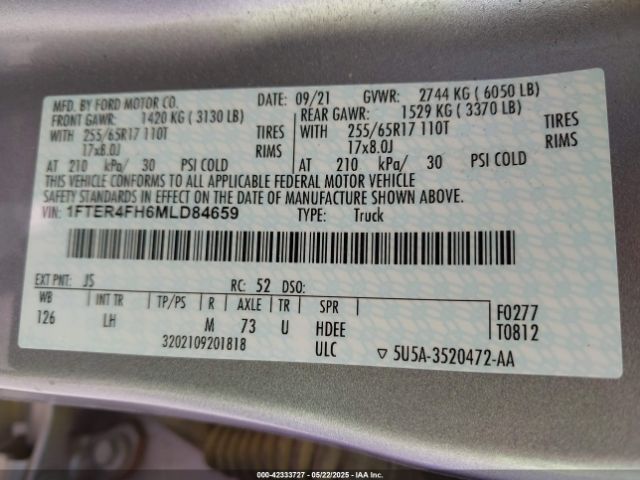 MFD. BY FORD MOTOR CO. DATE: 09/21 GVWR: 2744 KG ( 6050 LB)
FRONT GAWR: 1420 KG ( 3130 LB) REAR GAWR: 1529 KG ( 3370 LB)
WITH 255/65R17 110T TIRES WITH 255/65R17 110T TIRES
17x8.0J RIMS 17x8.0J RIMS
AT 210 kPa/ 30 PSI COLD AT 210 kPa/ 30 PSI COLD
THIS VEHICLE CONFORMS TO ALL APPLICABLE FEDERAL MOTOR VEHICLE
SAFETY STANDARDS IN EFFECT ON THE DATE OF MANUFACTURE SHOWN ABOVE.
VIN: 1FTER4FH6MLD84659 TYPE: Truck
EXT PNT: JS RC: 52 DSO:
WB INT TR TP/PS R AXLE TR SPR F0277
126 LH M 73 U HDEE T0812
3202109201818 ULC ▽ 5U5A-3520472-AA
000-42333727 - 05/22/2025 - IAA Inc.